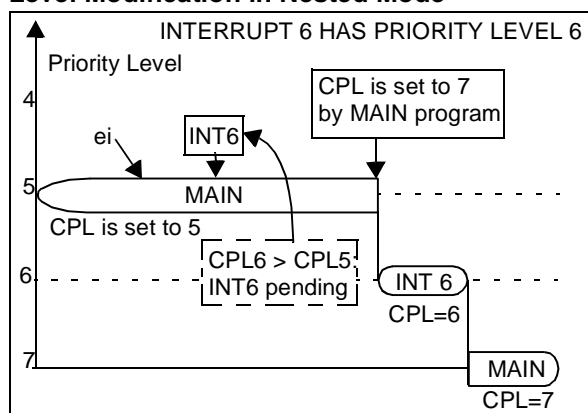 Level Modification in Nested Mode
INTERRUPT 6 HAS PRIORITY LEVEL 6
Priority Level
CPL is set to 7
by MAIN program
4
ei
INT6
5
MAIN
CPL is set to 5
CPL6 > CPL5:
INT6 pending
6
INT 6
CPL=6
7
MAIN
CPL=7